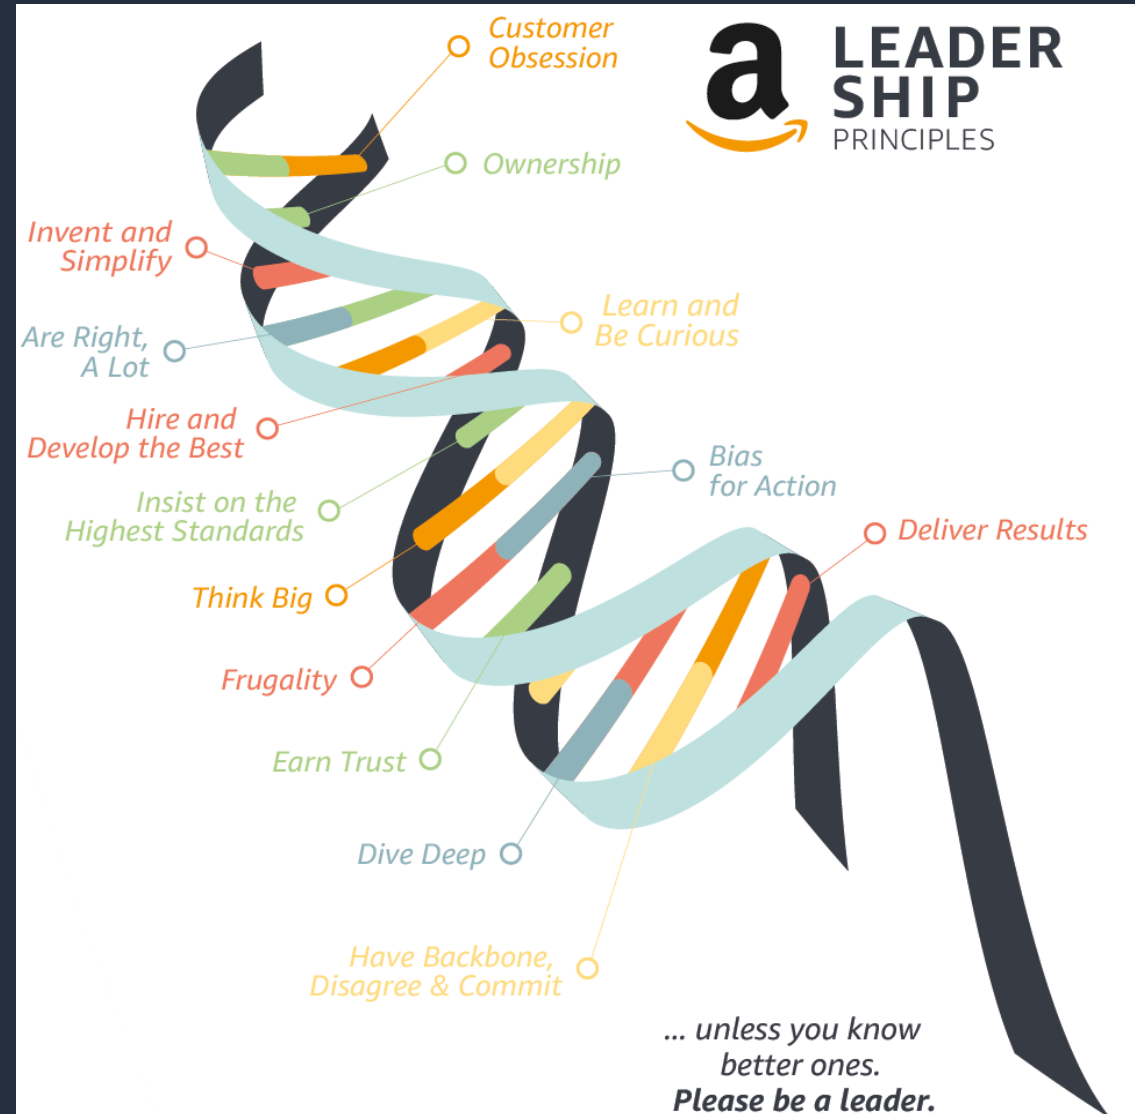 Customer
Obsession
a
LEADER
SHIP
PRINCIPLES
Ownership
Invent and
Simplify
Learn and
Be Curious
Are Right,
A Lot
Hire and
Develop the Best
Bias
for Action
Insist on the
Highest Standards
Deliver Results
Think Big
Frugality
Earn Trust
Dive Deep
Have Backbone,
Disagree & Commit
... unless you know
better ones.
Please be a leader.